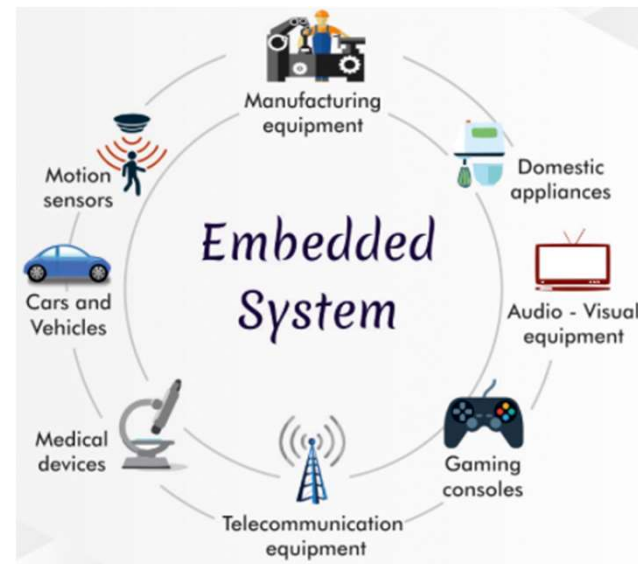 Manufacturing
equipment
Domestic
appliances
Audio - Visual
equipment
Gaming
consoles
Telecommunication
equipment
Medical
devices
Cars and
Vehicles
Motion
sensors
Embedded
System